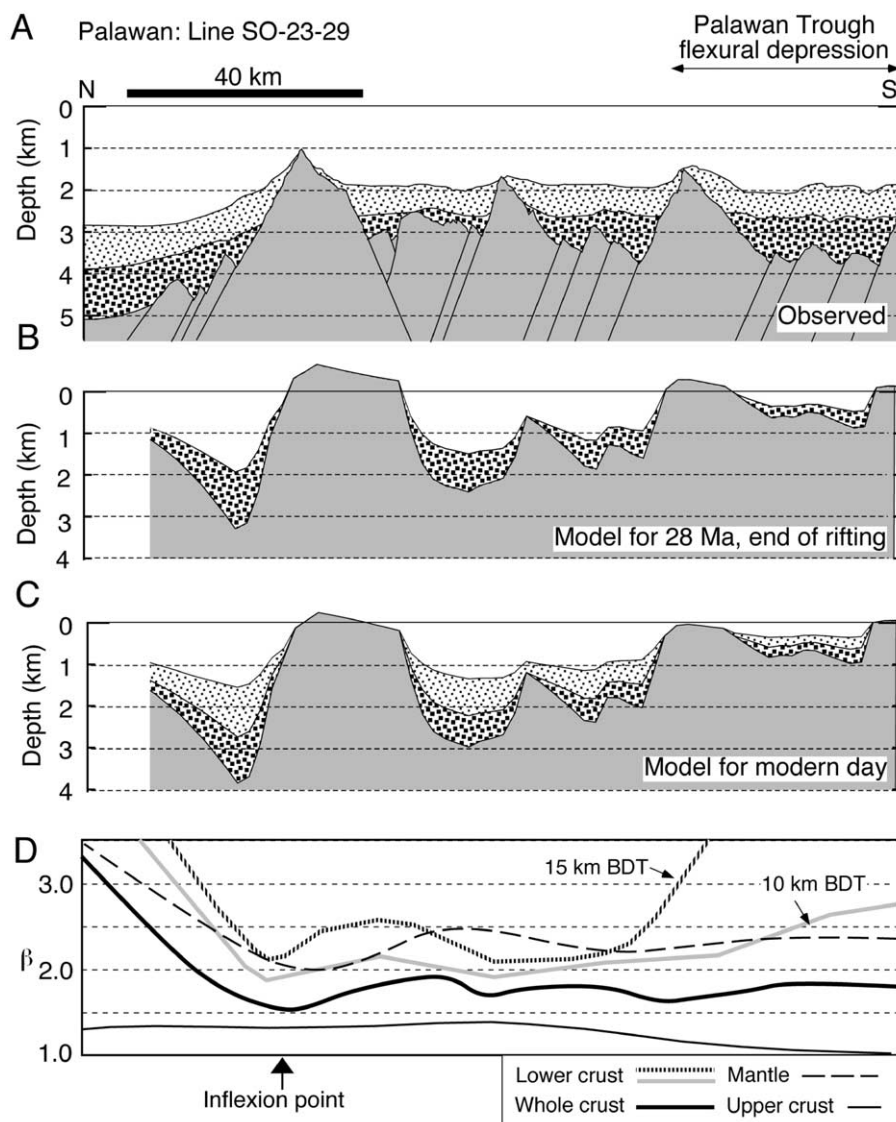 A
Palawan: Line SO-23-29
Palawan Trough
flexural depression
40 km
N
S
Depth (km)
0
1
2
3
4
5
Observed
B
Depth (km)
0
1
2
3
4
Model for 28 Ma, end of rifting
C
Depth (km)
0
1
2
3
4
Model for modern day
D
β
3.0
2.0
1.0
15 km BDT
10 km BDT
Inflexion point
Lower crust
Mantle
Whole crust
Upper crust